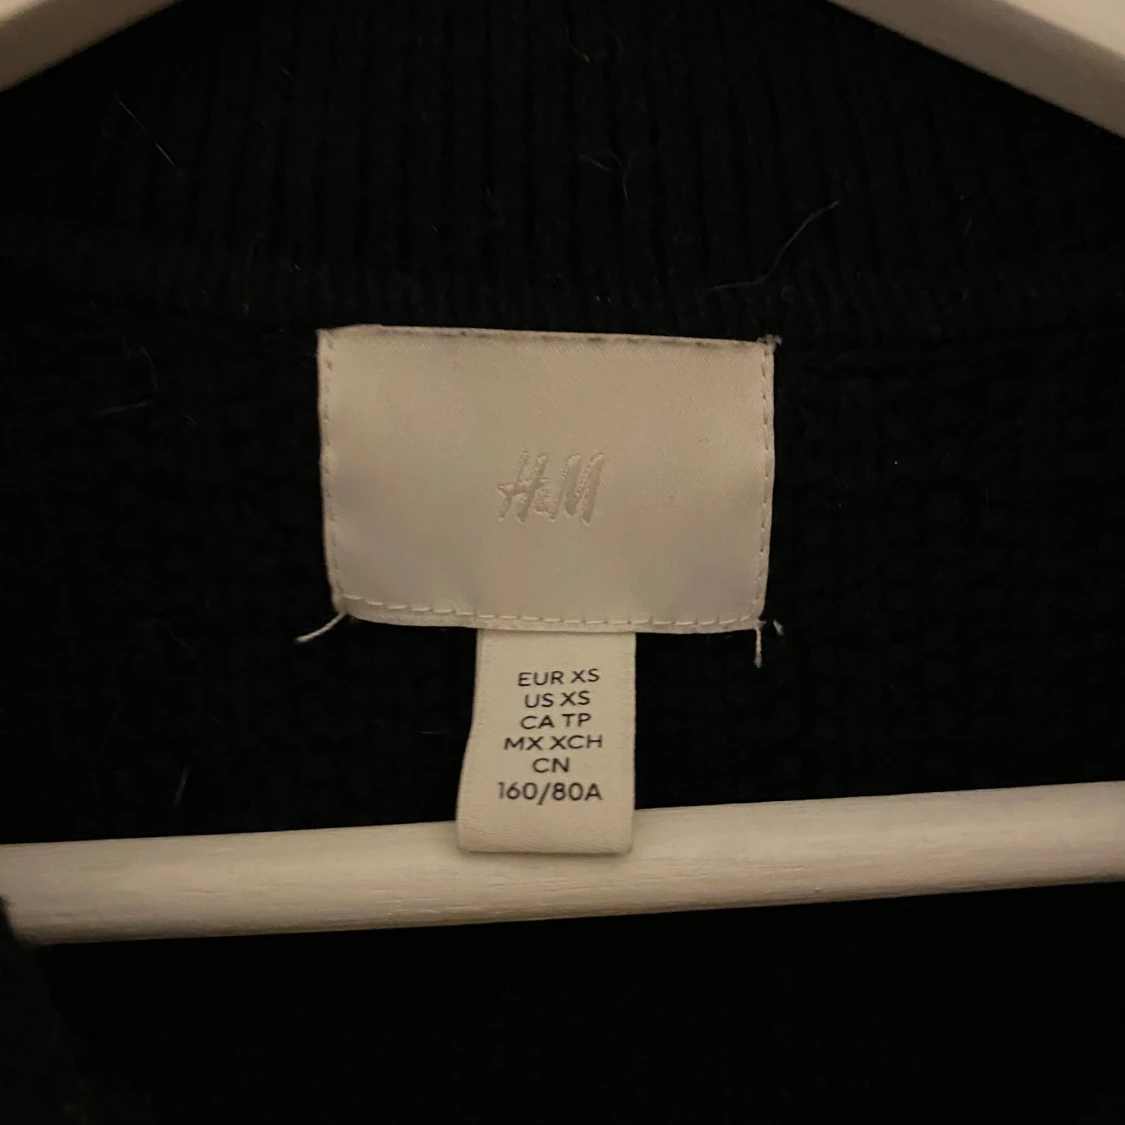 H&M
EUR XS
US XS
CA TP
MX XCH
CN
160/80A